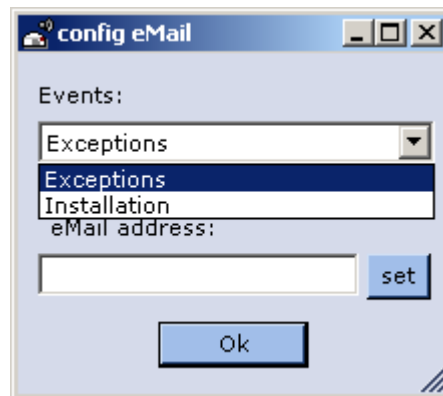 config eMail
Events:
Exceptions
Exceptions
Installation
eMail address:
set
Ok